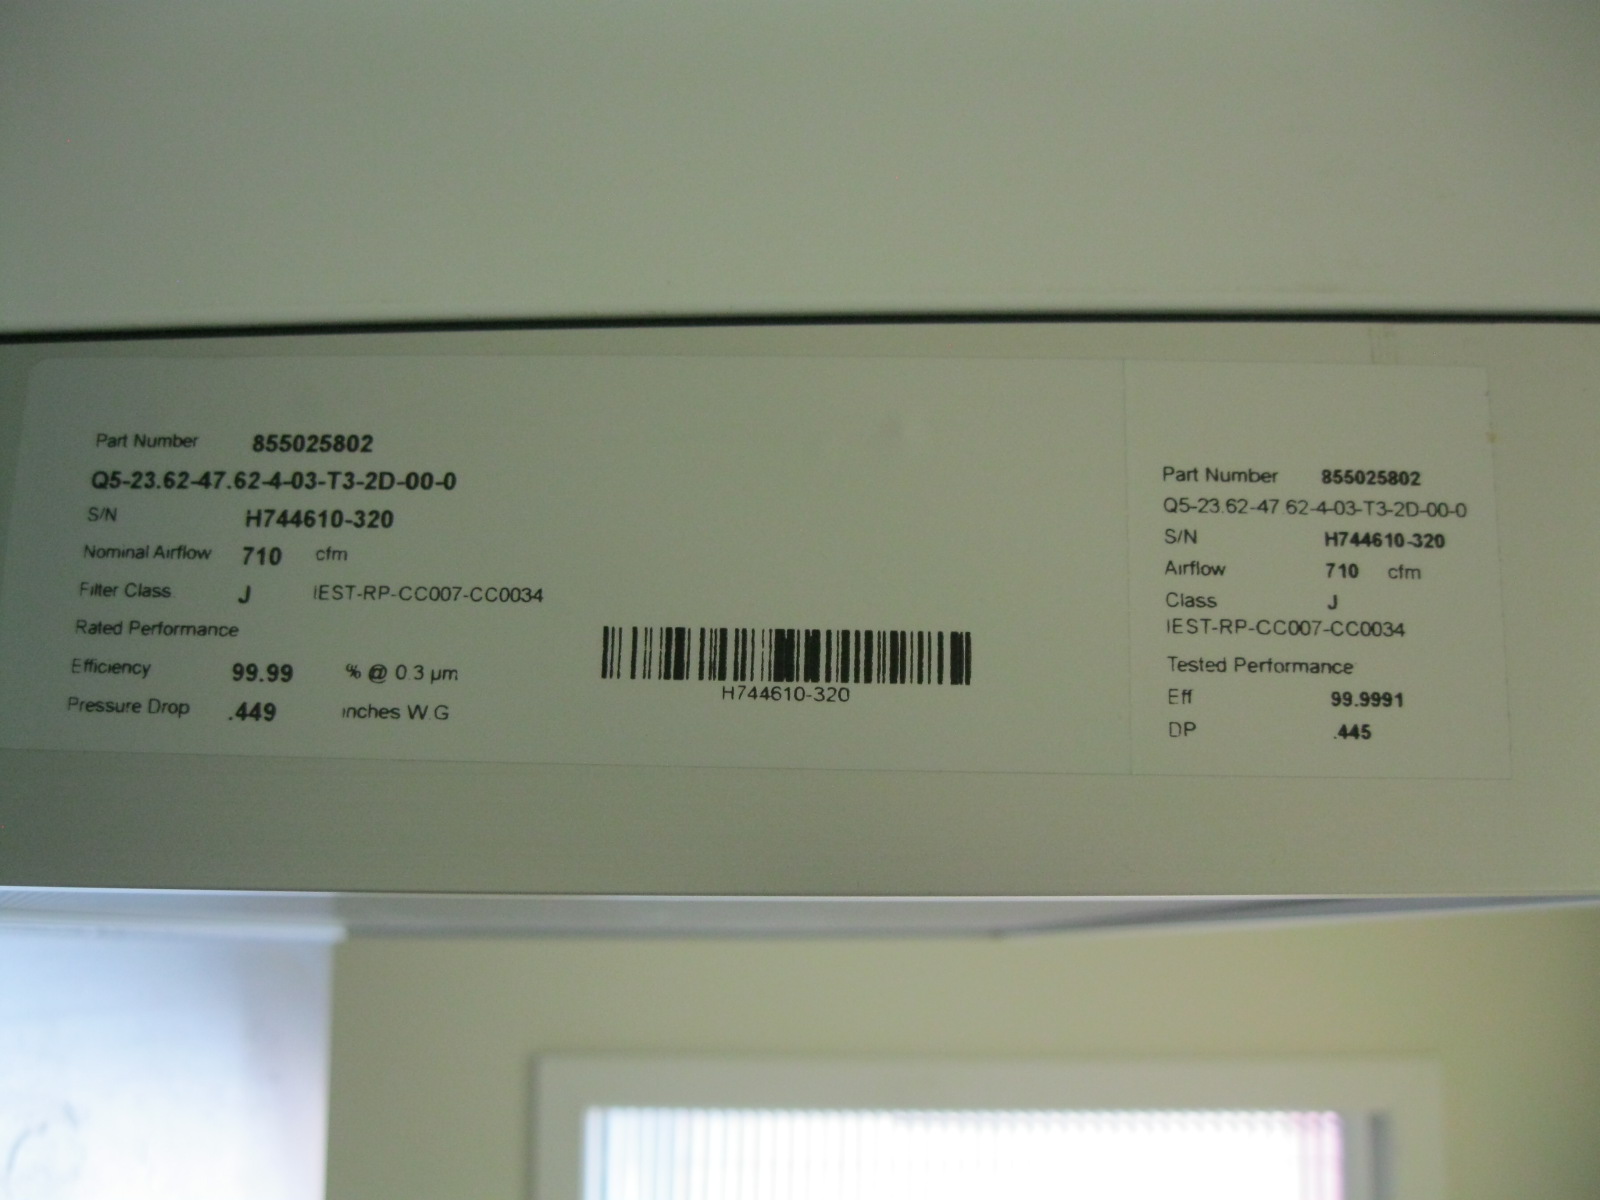 Part Number 855025802
Q5-23.62-47.62-4-03-T3-2D-00-0
S/N H744610-320
Nominal Airflow 710 cfm
Filter Class J IEST-RP-CC007-CC0034
Rated Performance
Efficiency 99.99 % @ 0.3 µm
Pressure Drop .449 inches W.G
H744610-320
Part Number 855025802
Q5-23.62-47.62-4-03-T3-2D-00-0
S/N H744610-320
Airflow 710 cfm
Class J
IEST-RP-CC007-CC0034
Tested Performance
Eff 99.9991
DP .445